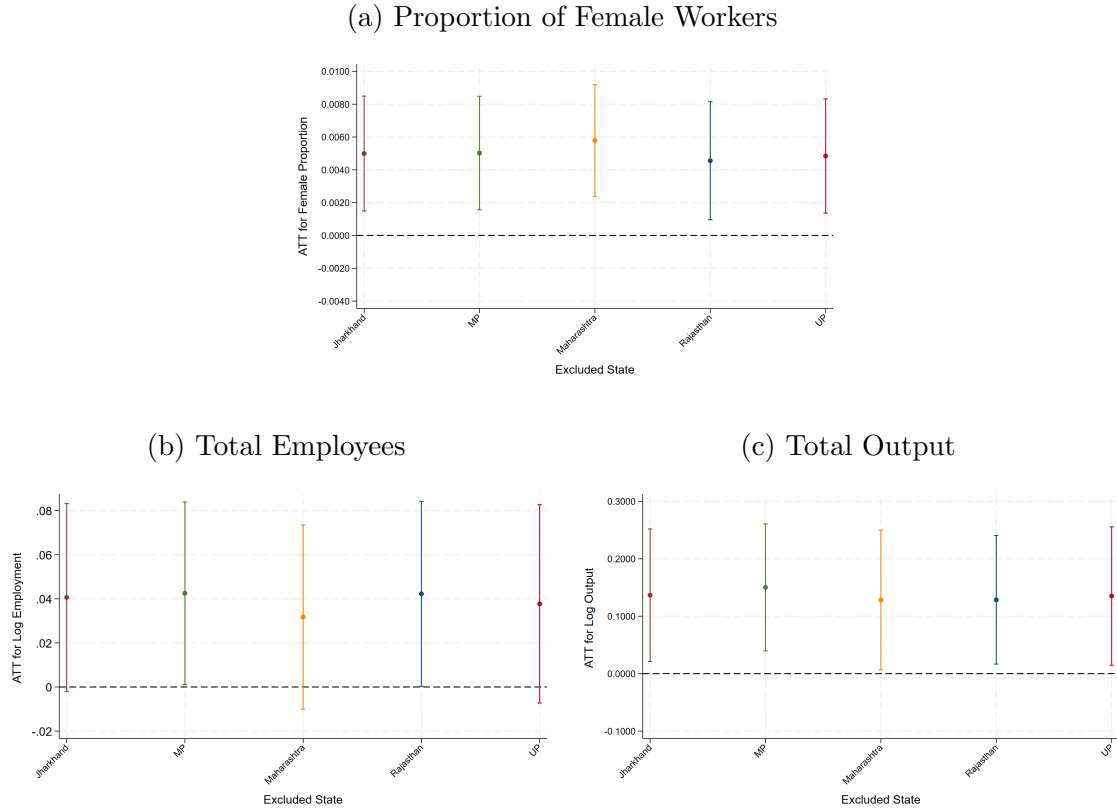 (a) Proportion of Female Workers
ATT for Female Proportion
0.0100
0.0080
0.0060
0.0040
0.0020
0.0000
-0.0020
-0.0040
Jharkhand
MP
Maharashtra
Rajasthan
UP
Excluded State
(b) Total Employees
ATT for Log Employment
.08
.06
.04
.02
0
-.02
Jharkhand
MP
Maharashtra
Rajasthan
UP
Excluded State
(c) Total Output
ATT for Log Output
0.3000
0.2000
0.1000
0.0000
-0.1000
Jharkhand
MP
Maharashtra
Rajasthan
UP
Excluded State